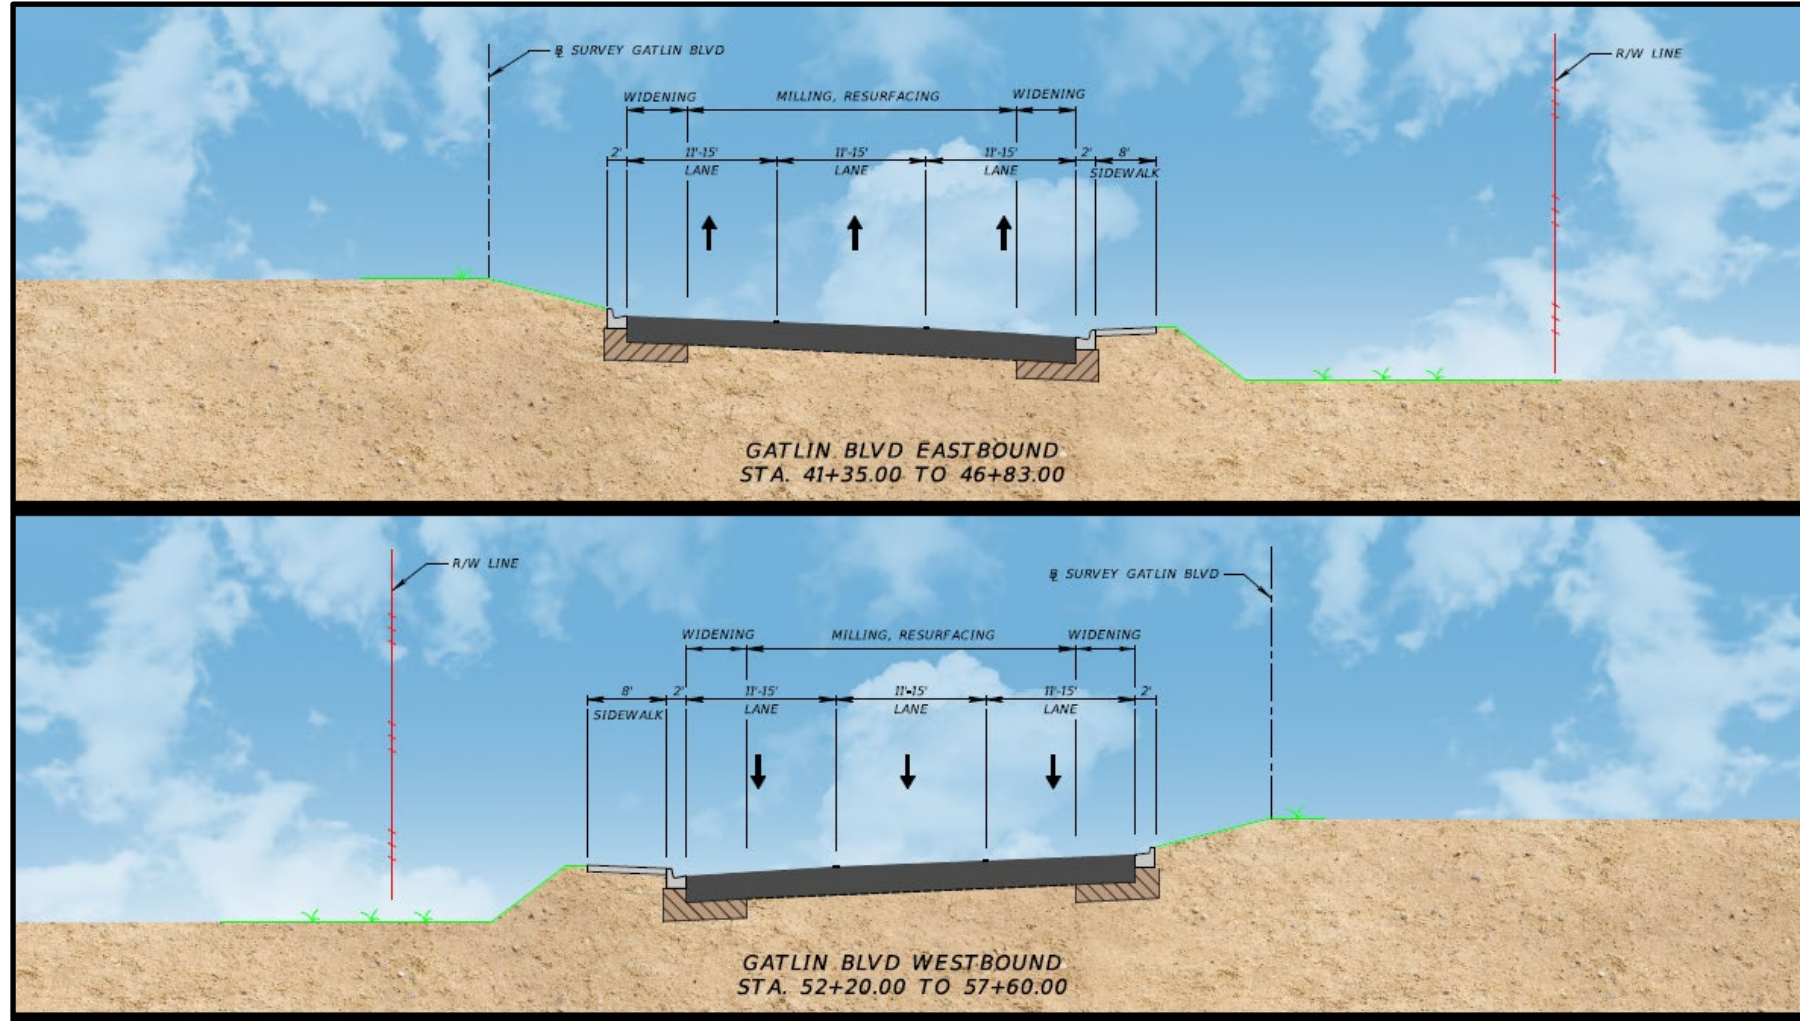 ℄ SURVEY GATLIN BLVD
R/W LINE
WIDENING
MILLING, RESURFACING
WIDENING
2'
11'-15'
11'-15'
11'-15'
2'
8'
LANE
LANE
LANE
SIDEWALK
GATLIN BLVD EASTBOUND
STA. 41+35.00 TO 46+83.00
R/W LINE
℄ SURVEY GATLIN BLVD
WIDENING
MILLING, RESURFACING
WIDENING
8'
2'
11'-15'
11'-15'
11'-15'
2'
SIDEWALK
LANE
LANE
LANE
GATLIN BLVD WESTBOUND
STA. 52+20.00 TO 57+60.00